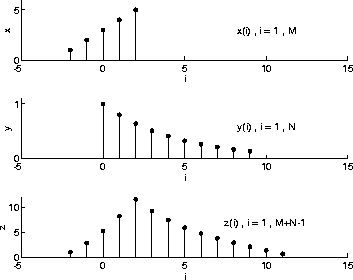 5
x
x(i) , i = 1 , M
0
-5 0 5 10 15
i
1
y
y(i) , i = 1 , N
0
-5 0 5 10 15
i
10
z
5
z(i) , i = 1 , M+N-1
0
-5 0 5 10 15
i